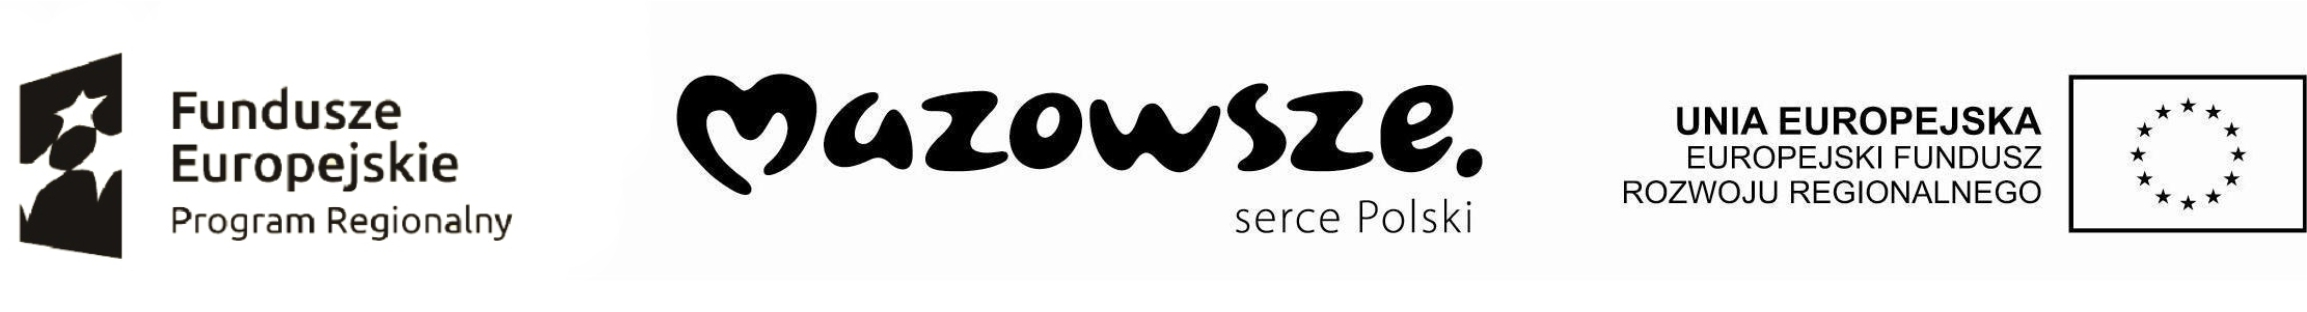 Fundusze
Europejskie
Program Regionalny
mazowsze.
serce Polski
UNIA EUROPEJSKA
EUROPEJSKI FUNDUSZ
ROZWOJU REGIONALNEGO